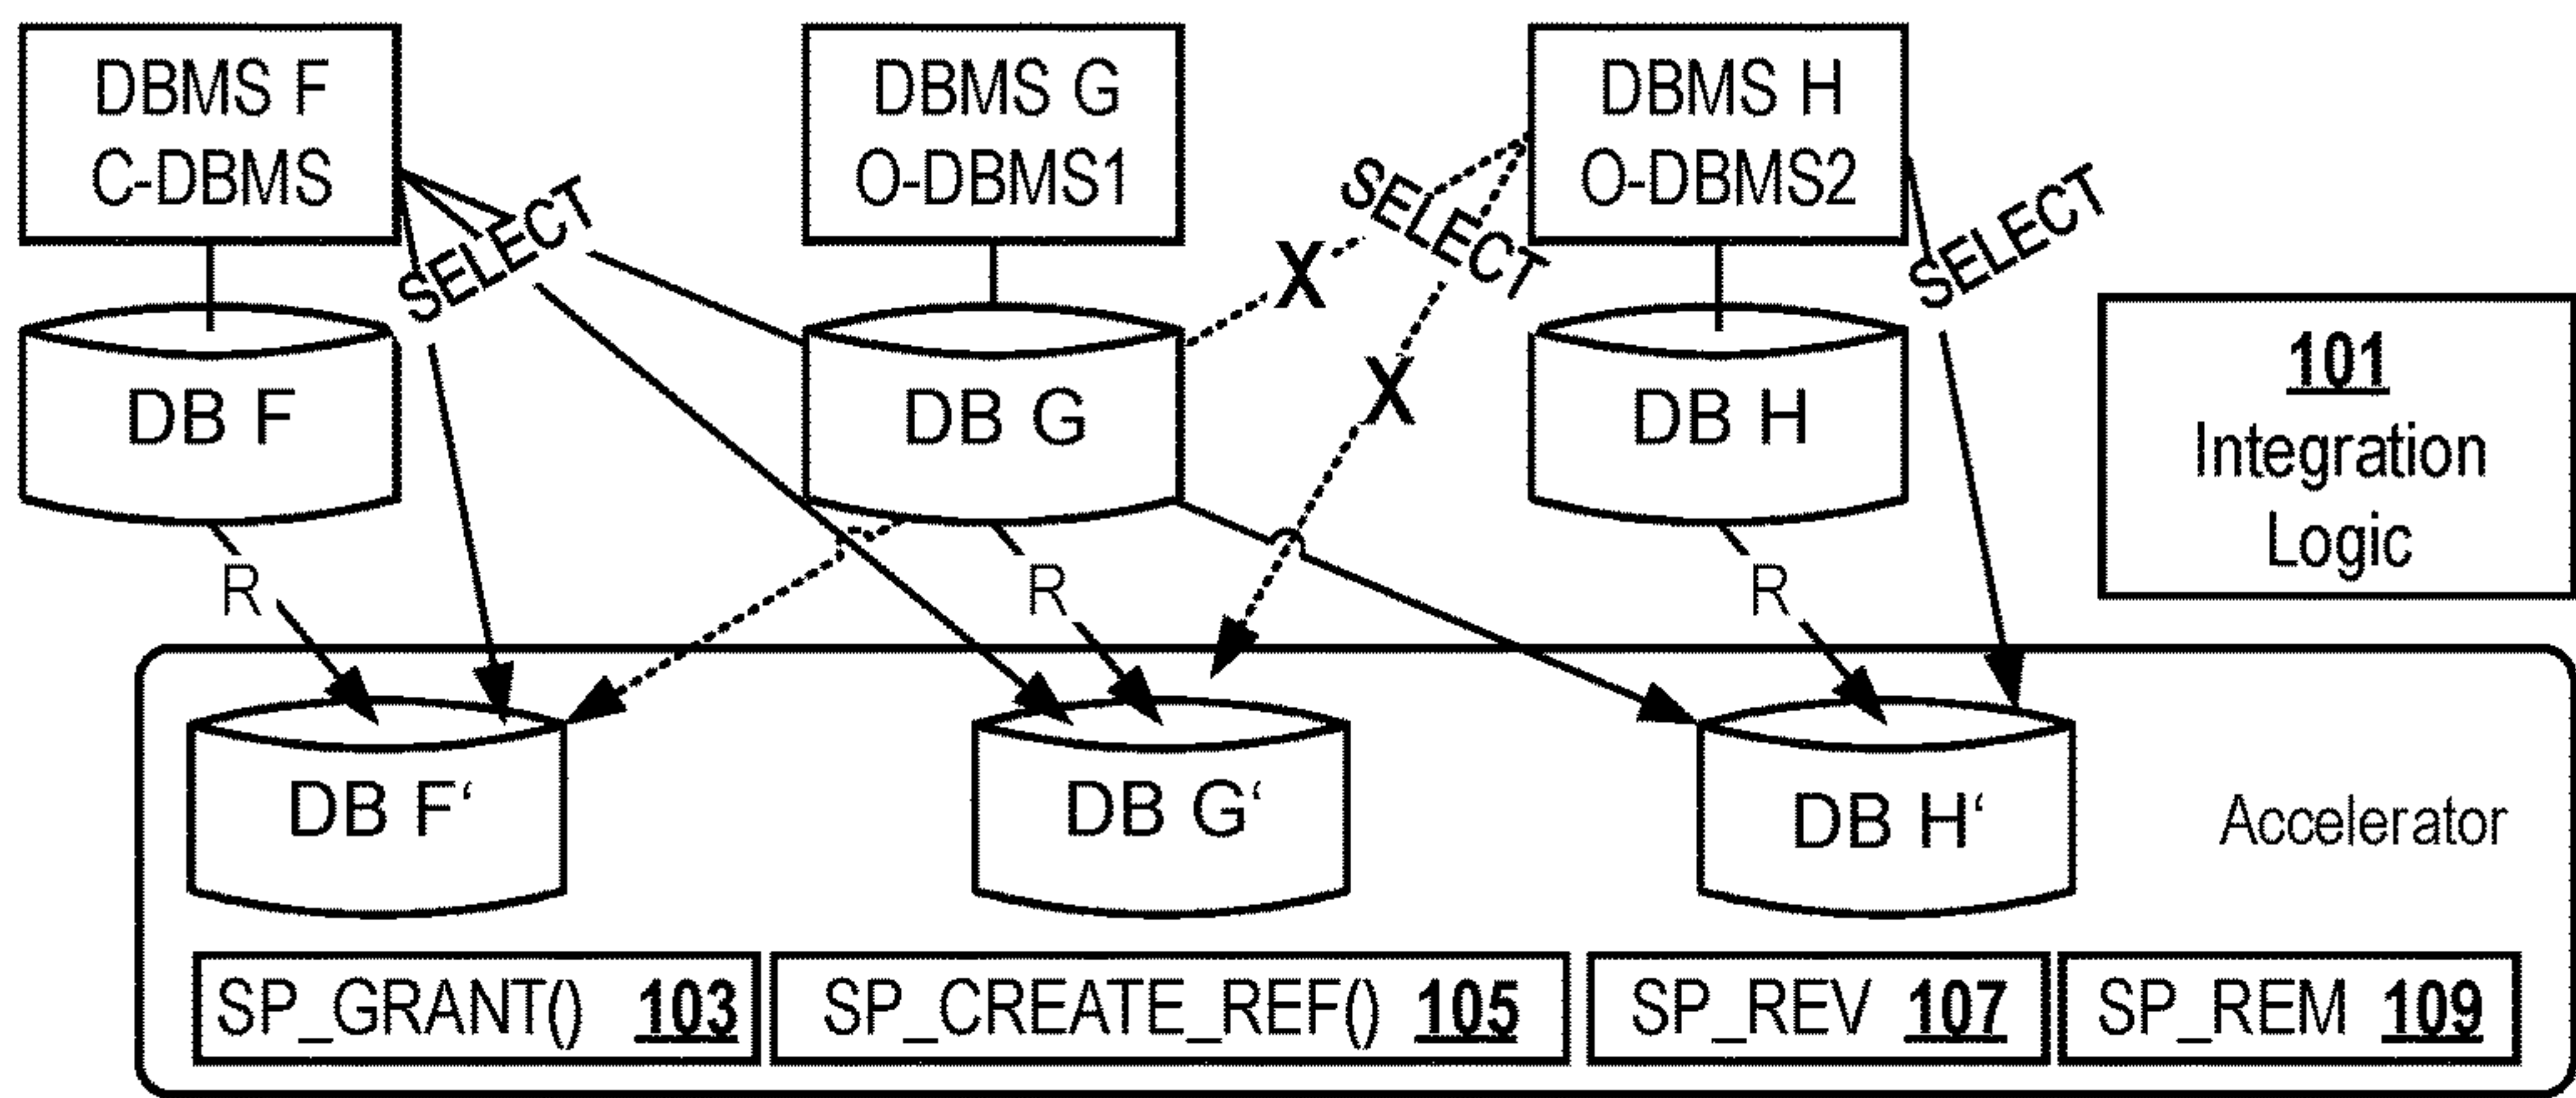 DBMS F
C-DBMS
DBMS G
O-DBMS1
DBMS H
O-DBMS2
SELECT
SELECT
SELECT
X
X
DB F
DB G
DB H
101
Integration
Logic
R
R
R
DB F‘
DB G‘
DB H‘
Accelerator
SP_GRANT() 103
SP_CREATE_REF() 105
SP_REV 107
SP_REM 109